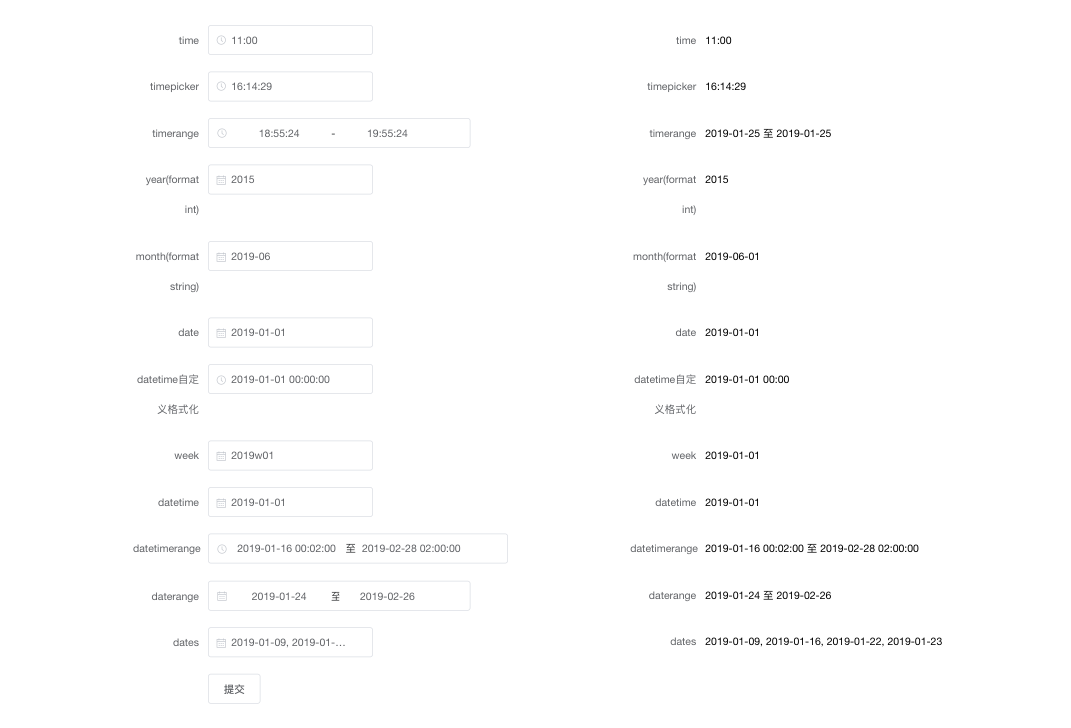 time 11:00
timepicker 16:14:29
timerange 18:55:24 - 19:55:24
year(format 2015
int)
month(format 2019-06
string)
date 2019-01-01
datetime自定 2019-01-01 00:00:00
义格式化
week 2019w01
datetime 2019-01-01
datetimerange 2019-01-16 00:02:00 至 2019-02-28 02:00:00
daterange 2019-01-24 至 2019-02-26
dates 2019-01-09, 2019-01-...
提交
time 11:00
timepicker 16:14:29
timerange 2019-01-25 至 2019-01-25
year(format 2015
int)
month(format 2019-06-01
string)
date 2019-01-01
datetime自定 2019-01-01 00:00
义格式化
week 2019-01-01
datetime 2019-01-01
datetimerange 2019-01-16 00:02:00 至 2019-02-28 02:00:00
daterange 2019-01-24 至 2019-02-26
dates 2019-01-09, 2019-01-16, 2019-01-22, 2019-01-23